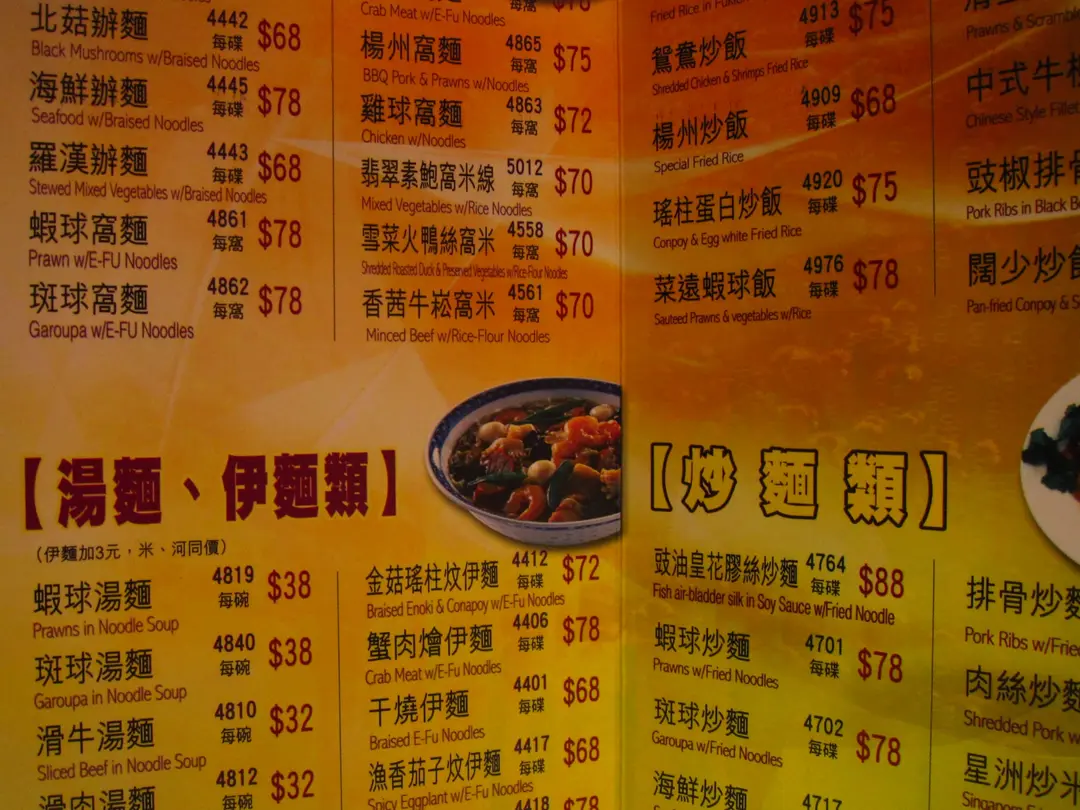 北菇辦麵 4442 每碟 $68
Black Mushrooms w/Braised Noodles
海鮮辦麵 4445 每碟 $78
Seafood w/Braised Noodles
羅漢辦麵 4443 每碟 $68
Stewed Mixed Vegetables w/Braised Noodles
蝦球窩麵 4861 每窩 $78
Prawn w/E-FU Noodles
斑球窩麵 4862 每窩 $78
Garoupa w/E-FU Noodles
Crab Meat w/E-Fu Noodles
楊州窩麵 4865 每窩 $75
BBQ Pork & Prawns w/Noodles
雞球窩麵 4863 每窩 $72
Chicken w/Noodles
翡翠素鮑窩米線 5012 每窩 $70
Mixed Vegetables w/Rice Noodles
雪菜火鴨絲窩米 4558 每窩 $70
Shredded Roasted Duck & Preserved Vegetables w/Rice-Flour Noodles
香茜牛崧窩米 4561 每窩 $70
Minced Beef w/Rice-Flour Noodles
4913 每碟 $75
Fried Rice in
鴛鴦炒飯
Shredded Chicken & Shrimps Fried Rice
楊州炒飯 4909 每碟 $68
Special Fried Rice
瑤柱蛋白炒飯 4920 每碟 $75
Conpoy & Egg white Fried Rice
菜遠蝦球飯 4976 每碟 $78
Sauteed Prawns & vegetables w/Rice
Prawns &
中式牛
Chinese Style
豉椒排
Pork Ribs in Black
闊少炒
Pan-fried Conpoy &
【湯麵、伊麵類】
（伊麵加3元，米、河同價）
蝦球湯麵 4819 每碗 $38
Prawns in Noodle Soup
斑球湯麵 4840 每碗 $38
Garoupa in Noodle Soup
滑牛湯麵 4810 每碗 $32
Sliced Beef in Noodle Soup
滑肉湯麵 4812 每碗 $32
金菇瑤柱炆伊麵 4412 每碟 $72
Braised Enoki & Conapoy w/E-Fu Noodles
蟹肉燴伊麵 4406 每碟 $78
Crab Meat w/E-Fu Noodles
干燒伊麵 4401 每碟 $68
Braised E-Fu Noodles
漁香茄子炆伊麵 4417 每碟 $68
Spicy Eggplant w/E-Fu Noodles
4418 $78
【炒麵類】
豉油皇花膠絲炒麵 4764 每碟 $88
Fish air-bladder silk in Soy Sauce w/Fried Noodle
蝦球炒麵 4701 每碟 $78
Prawns w/Fried Noodles
斑球炒麵 4702 每碟 $78
Garoupa w/Fried Noodles
海鮮炒麵 4717
排骨炒麵
Pork Ribs w/Fried
肉絲炒麵
Shredded Pork
星洲炒米